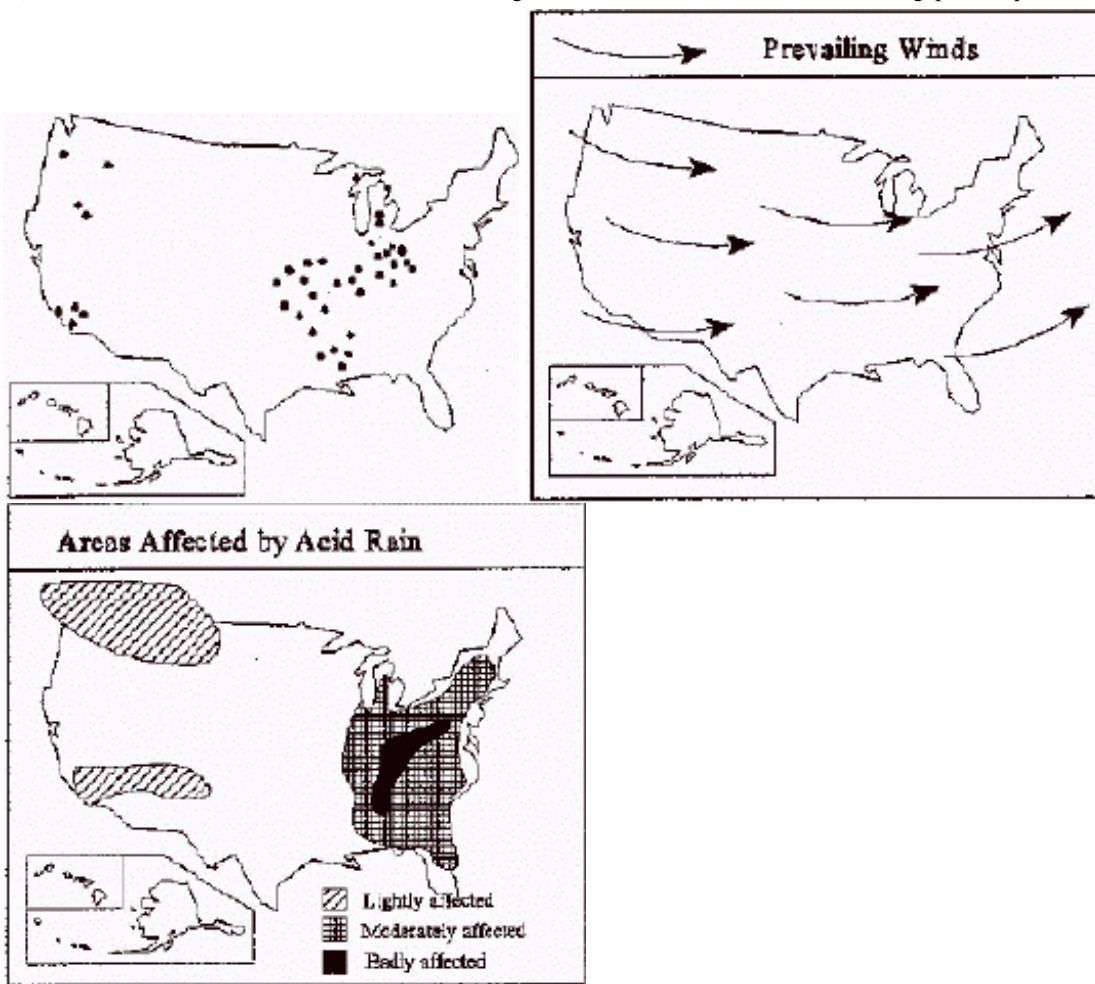 Prevailing Winds
Areas Affected by Acid Rain
Lightly affected
Moderately affected
Badly affected